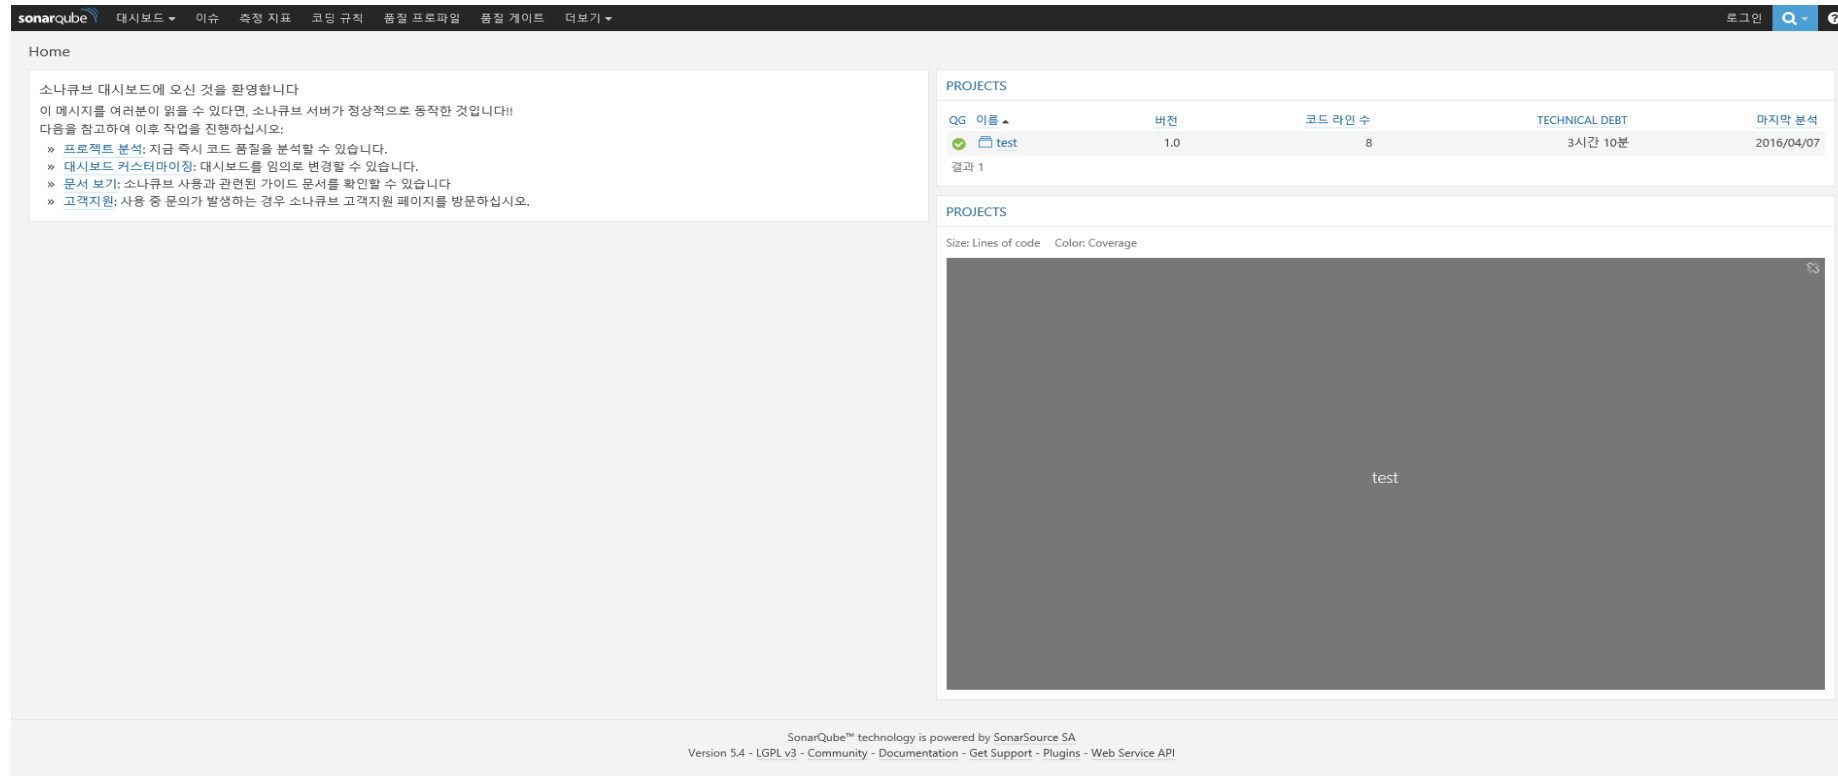 sonarqube 대시보드 이슈 측정 지표 코딩 규칙 품질 프로파일 품질 게이트 더보기 로그인
Home
소나큐브 대시보드에 오신 것을 환영합니다
이 메시지를 여러분이 읽을 수 있다면, 소나큐브 서버가 정상적으로 동작한 것입니다!!
다음을 참고하여 이후 작업을 진행하십시오:
» 프로젝트 분석: 지금 즉시 코드 품질을 분석할 수 있습니다.
» 대시보드 커스터마이징: 대시보드를 임의로 변경할 수 있습니다.
» 문서 보기: 소나큐브 사용과 관련된 가이드 문서를 확인할 수 있습니다
» 고객지원: 사용 중 문의가 발생하는 경우 소나큐브 고객지원 페이지를 방문하십시오.
PROJECTS
QG 이름 버전 코드 라인 수 TECHNICAL DEBT 마지막 분석
test 1.0 8 3시간 10분 2016/04/07
결과 1
PROJECTS
Size: Lines of code Color: Coverage
test
SonarQube™ technology is powered by SonarSource SA
Version 5.4 - LGPL v3 - Community - Documentation - Get Support - Plugins - Web Service API